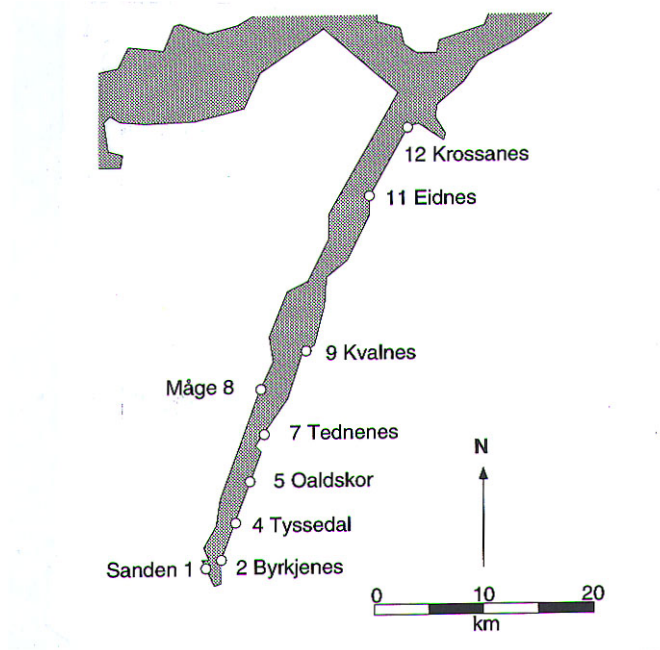 12 Krossanes
11 Eidnes
9 Kvalnes
Måge 8
7 Tednenes
N
5 Oaldskor
4 Tyssedal
Sanden 1
2 Byrkjenes
0 10 20
km